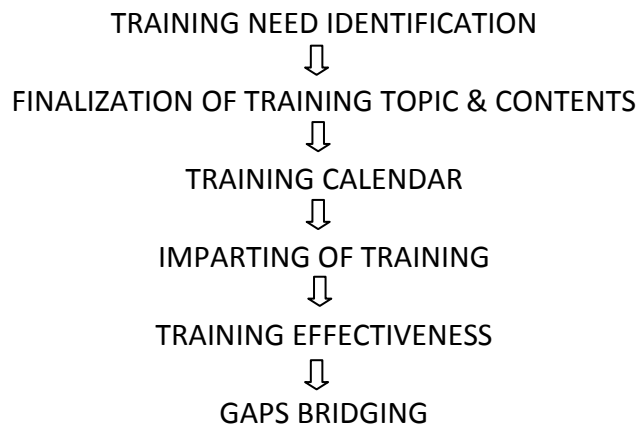 TRAINING NEED IDENTIFICATION
FINALIZATION OF TRAINING TOPIC & CONTENTS
TRAINING CALENDAR
IMPARTING OF TRAINING
TRAINING EFFECTIVENESS
GAPS BRIDGING